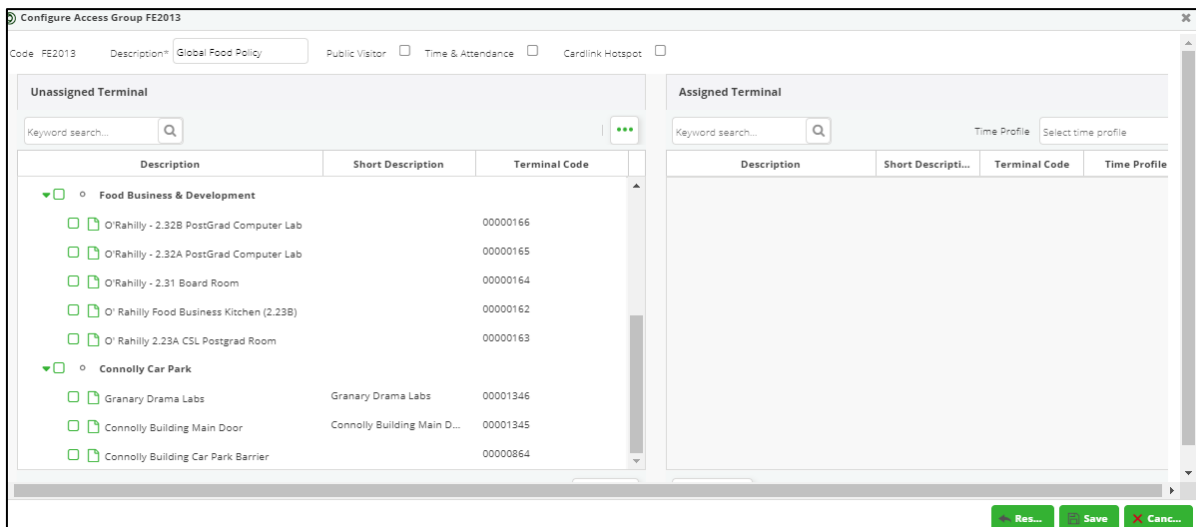 Configure Access Group FE2013
Code FE2013 Description* Global Food Policy Public Visitor Time & Attendance Cardlink Hotspot
Unassigned Terminal
Assigned Terminal
Keyword search...
Keyword search... Time Profile Select time profile
Description Short Description Terminal Code
Description Short Descripti... Terminal Code Time Profile
Food Business & Development
O'Rahilly - 2.32B PostGrad Computer Lab 00000166
O'Rahilly - 2.32A PostGrad Computer Lab 00000165
O'Rahilly - 2.31 Board Room 00000164
O' Rahilly Food Business Kitchen (2.23B) 00000162
O' Rahilly 2.23A CSL Postgrad Room 00000163
Connolly Car Park
Granary Drama Labs Granary Drama Labs 00001346
Connolly Building Main Door Connolly Building Main D... 00001345
Connolly Building Car Park Barrier 00000864
Res... Save Canc...